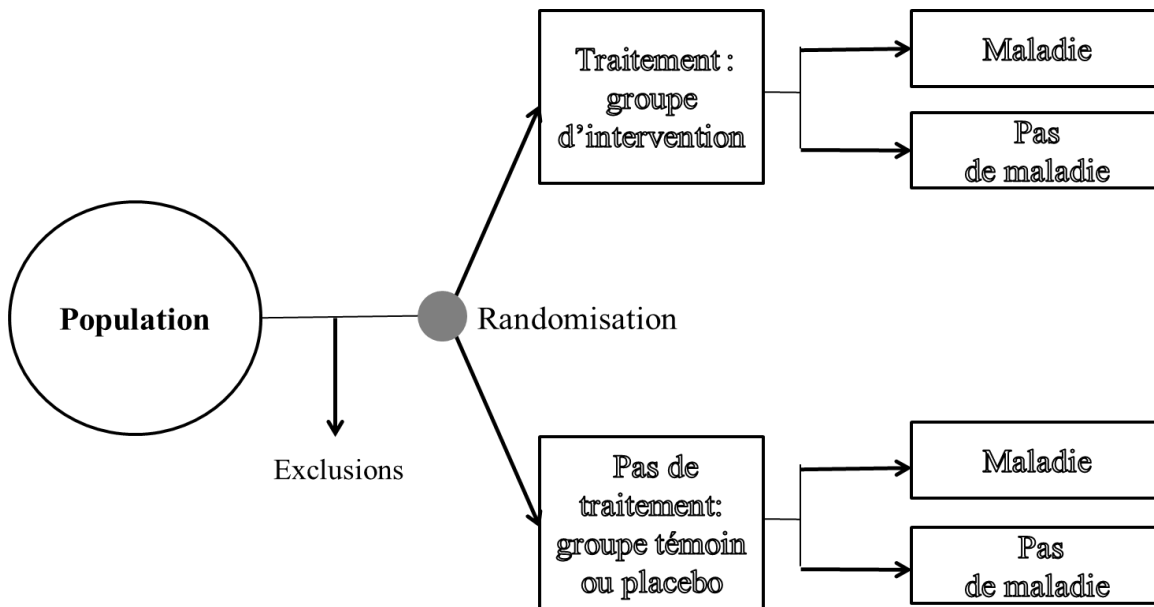 Population
Exclusions
Randomisation
Traitement :
groupe
d’intervention
Maladie
Pas
de maladie
Pas de
traitement:
groupe témoin
ou placebo
Maladie
Pas
de maladie